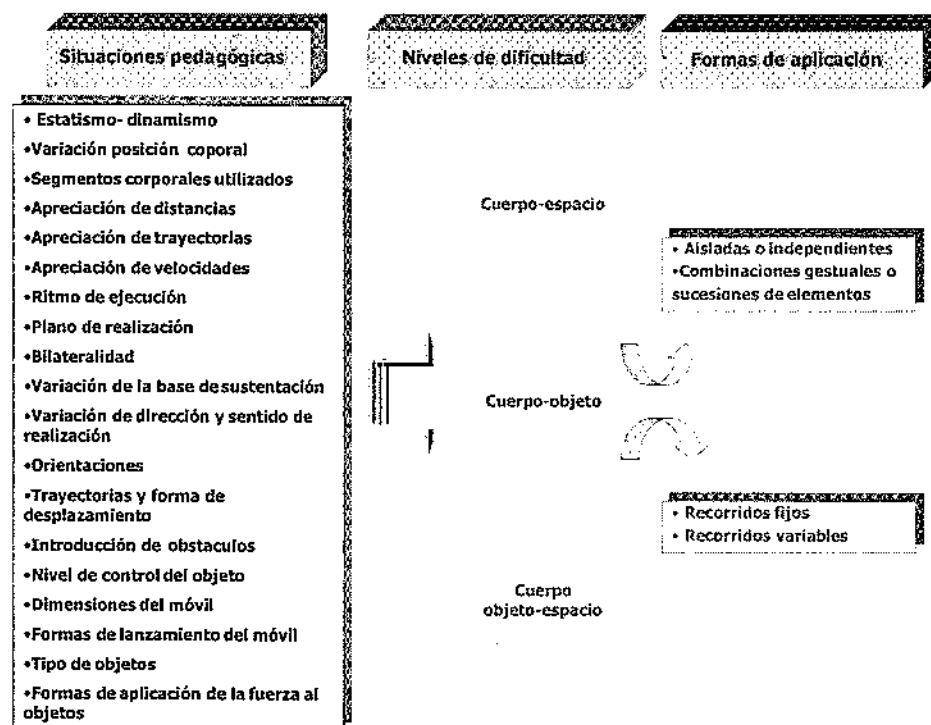 Situaciones pedagógicas
Niveles de dificultad
Formas de aplicación
• Estatismo- dinamismo
•Variación posición coporal
•Segmentos corporales utilizados
•Apreciación de distancias
•Apreciación de trayectorias
•Apreciación de velocidades
•Ritmo de ejecución
•Plano de realización
•Bilateralidad
•Variación de la base de sustentación
•Variación de dirección y sentido de
realización
•Orientaciones
•Trayectorias y forma de
desplazamiento
•Introducción de obstaculos
•Nivel de control del objeto
•Dimensiones del móvil
•Formas de lanzamiento del móvil
•Tipo de objetos
•Formas de aplicación de la fuerza al
objetos
Cuerpo-espacio
Cuerpo-objeto
Cuerpo
objeto-espacio
• Aisladas o independientes
•Combinaciones gestuales o
sucesiones de elementos
• Recorridos fijos
• Recorridos variables